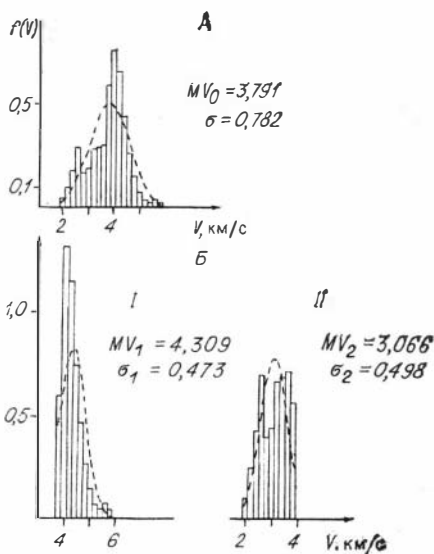 f(V)
A
MV₀ = 3,791
σ = 0,782
0,5
0,1
2 4
V, км/с
Б
I II
1,0
MV₁ = 4,309 MV₂ = 3,066
σ₁ = 0,473 σ₂ = 0,498
0,5
4 6 2 4 V, км/с